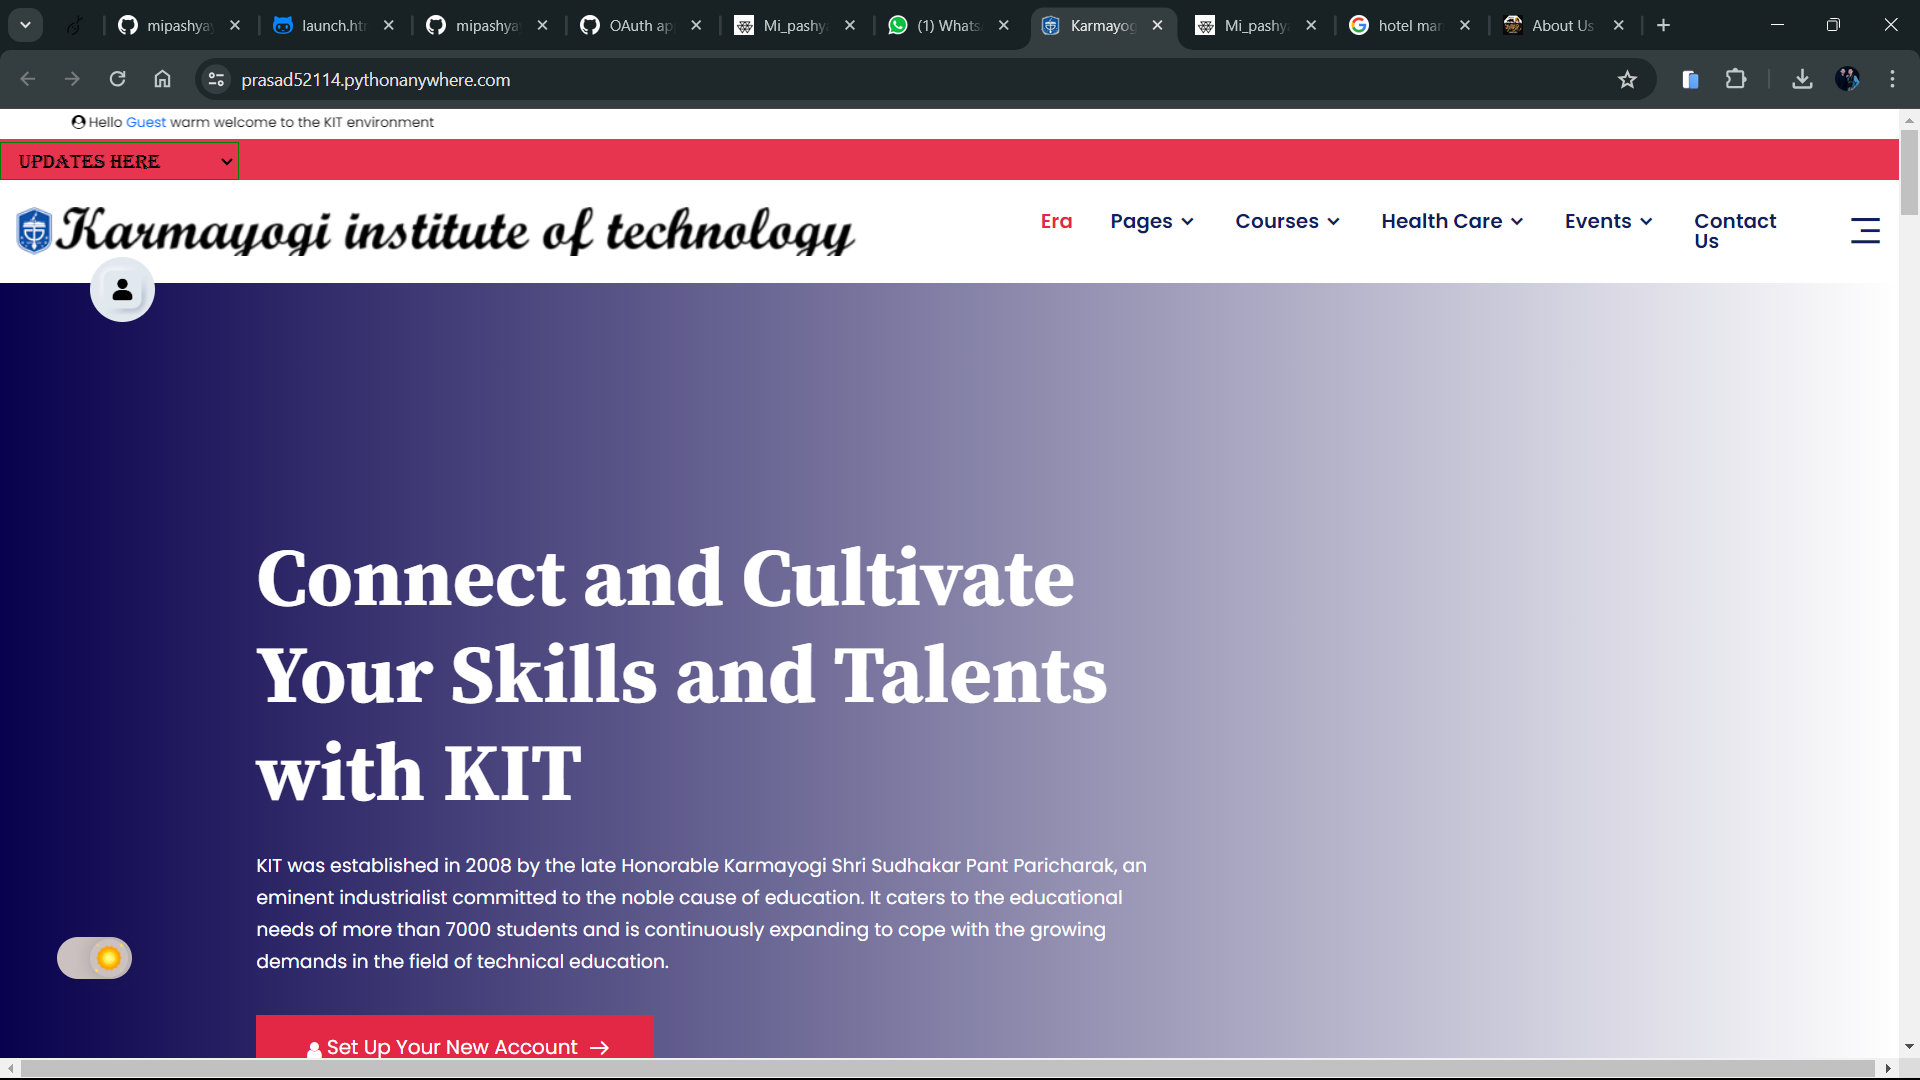 mipashya
launch.ht
mipashya
OAuth ap
Mi_pashy
(1) Whats
Karmayog
Mi_pashy
hotel man
About Us
prasad52114.pythonanywhere.com
Hello Guest warm welcome to the KIT environment
UPDATES HERE
Karmayogi institute of technology
Era
Pages
Courses
Health Care
Events
Contact
Us
Connect and Cultivate
Your Skills and Talents
with KIT
KIT was established in 2008 by the late Honorable Karmayogi Shri Sudhakar Pant Paricharak, an
eminent industrialist committed to the noble cause of education. It caters to the educational
needs of more than 7000 students and is continuously expanding to cope with the growing
demands in the field of technical education.
Set Up Your New Account